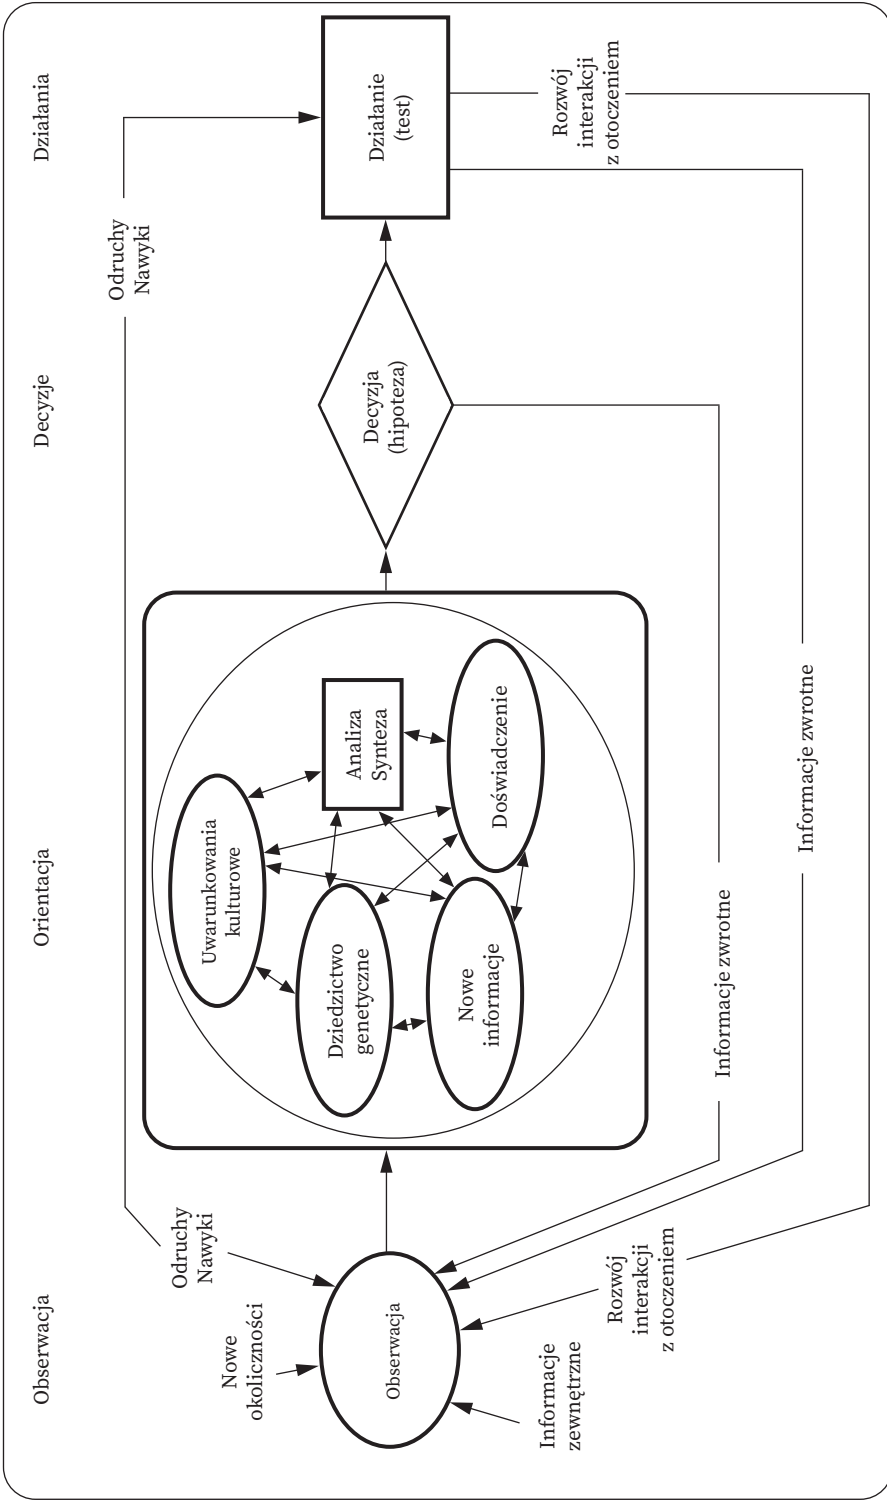 Obserwacja
Orientacja
Decyzje
Działania
Odruchy
Nawyki
Odruchy
Nawyki
Nowe
okoliczności
Obserwacja
Informacje
zewnętrzne
Rozwój
interakcji
z otoczeniem
Uwarunkowania
kulturowe
Dziedzictwo
genetyczne
Nowe
informacje
Analiza
Synteza
Doświadczenie
Decyzja
(hipoteza)
Działanie
(test)
Rozwój
interakcji
z otoczeniem
Informacje zwrotne
Informacje zwrotne